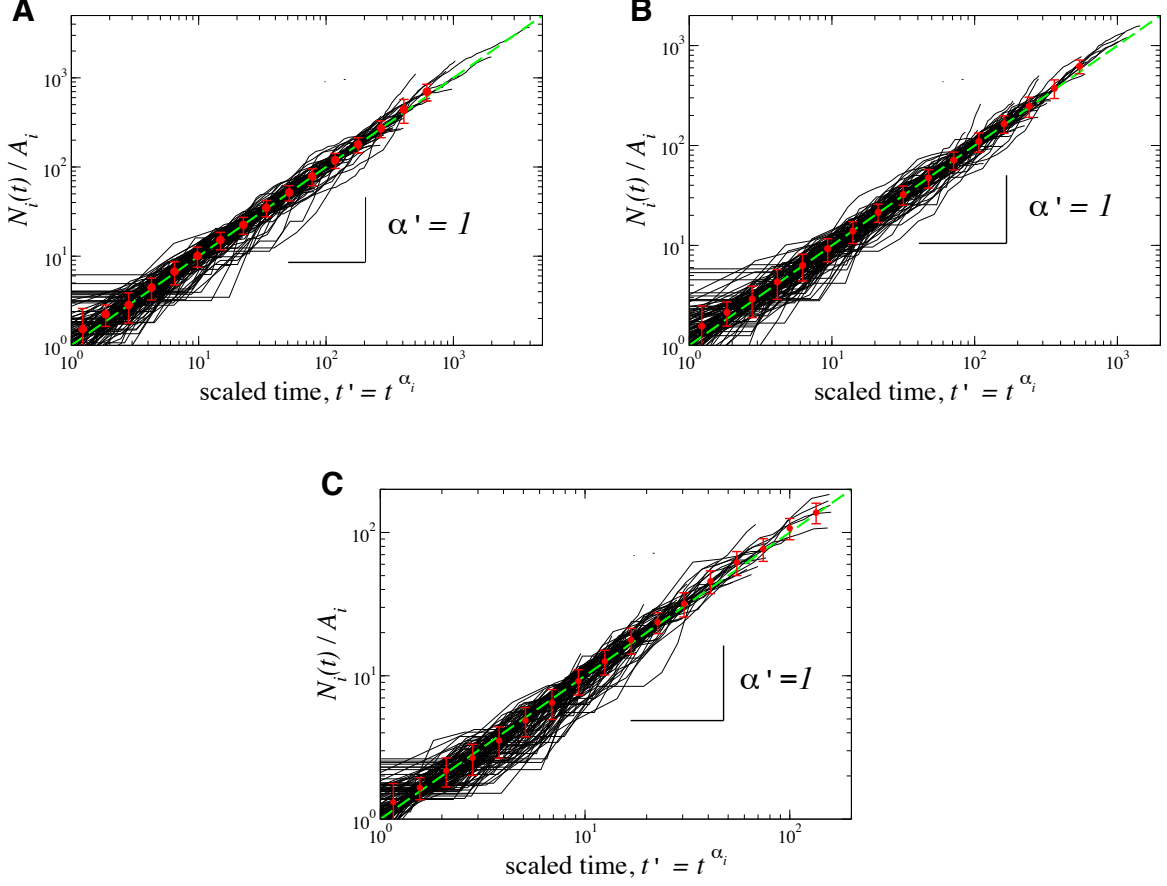 A
N_i(t) / A_i
10^3
10^2
10^1
10^0
α' = 1
10^0 10^1 10^2 10^3
scaled time, t' = t^{α_i}
B
N_i(t) / A_i
10^3
10^2
10^1
10^0
α' = 1
10^0 10^1 10^2 10^3
scaled time, t' = t^{α_i}
C
N_i(t) / A_i
10^2
10^1
10^0
α' = 1
10^0 10^1 10^2
scaled time, t' = t^{α_i}